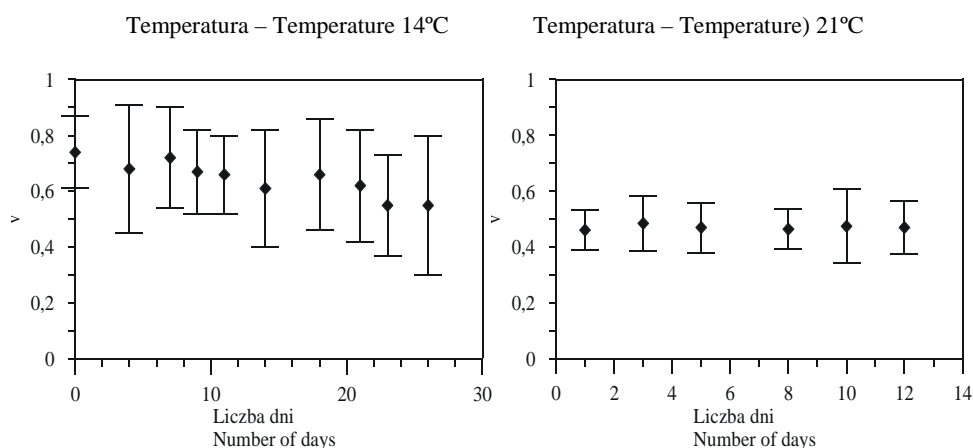 Temperatura – Temperature 14ºC
1
0,8
0,6
0,4
0,2
0
v
0 10 20 30
Liczba dni
Number of days
Temperatura – Temperature) 21ºC
1
0,8
0,6
0,4
0,2
0
v
0 2 4 6 8 10 12 14
Liczba dni
Number of days